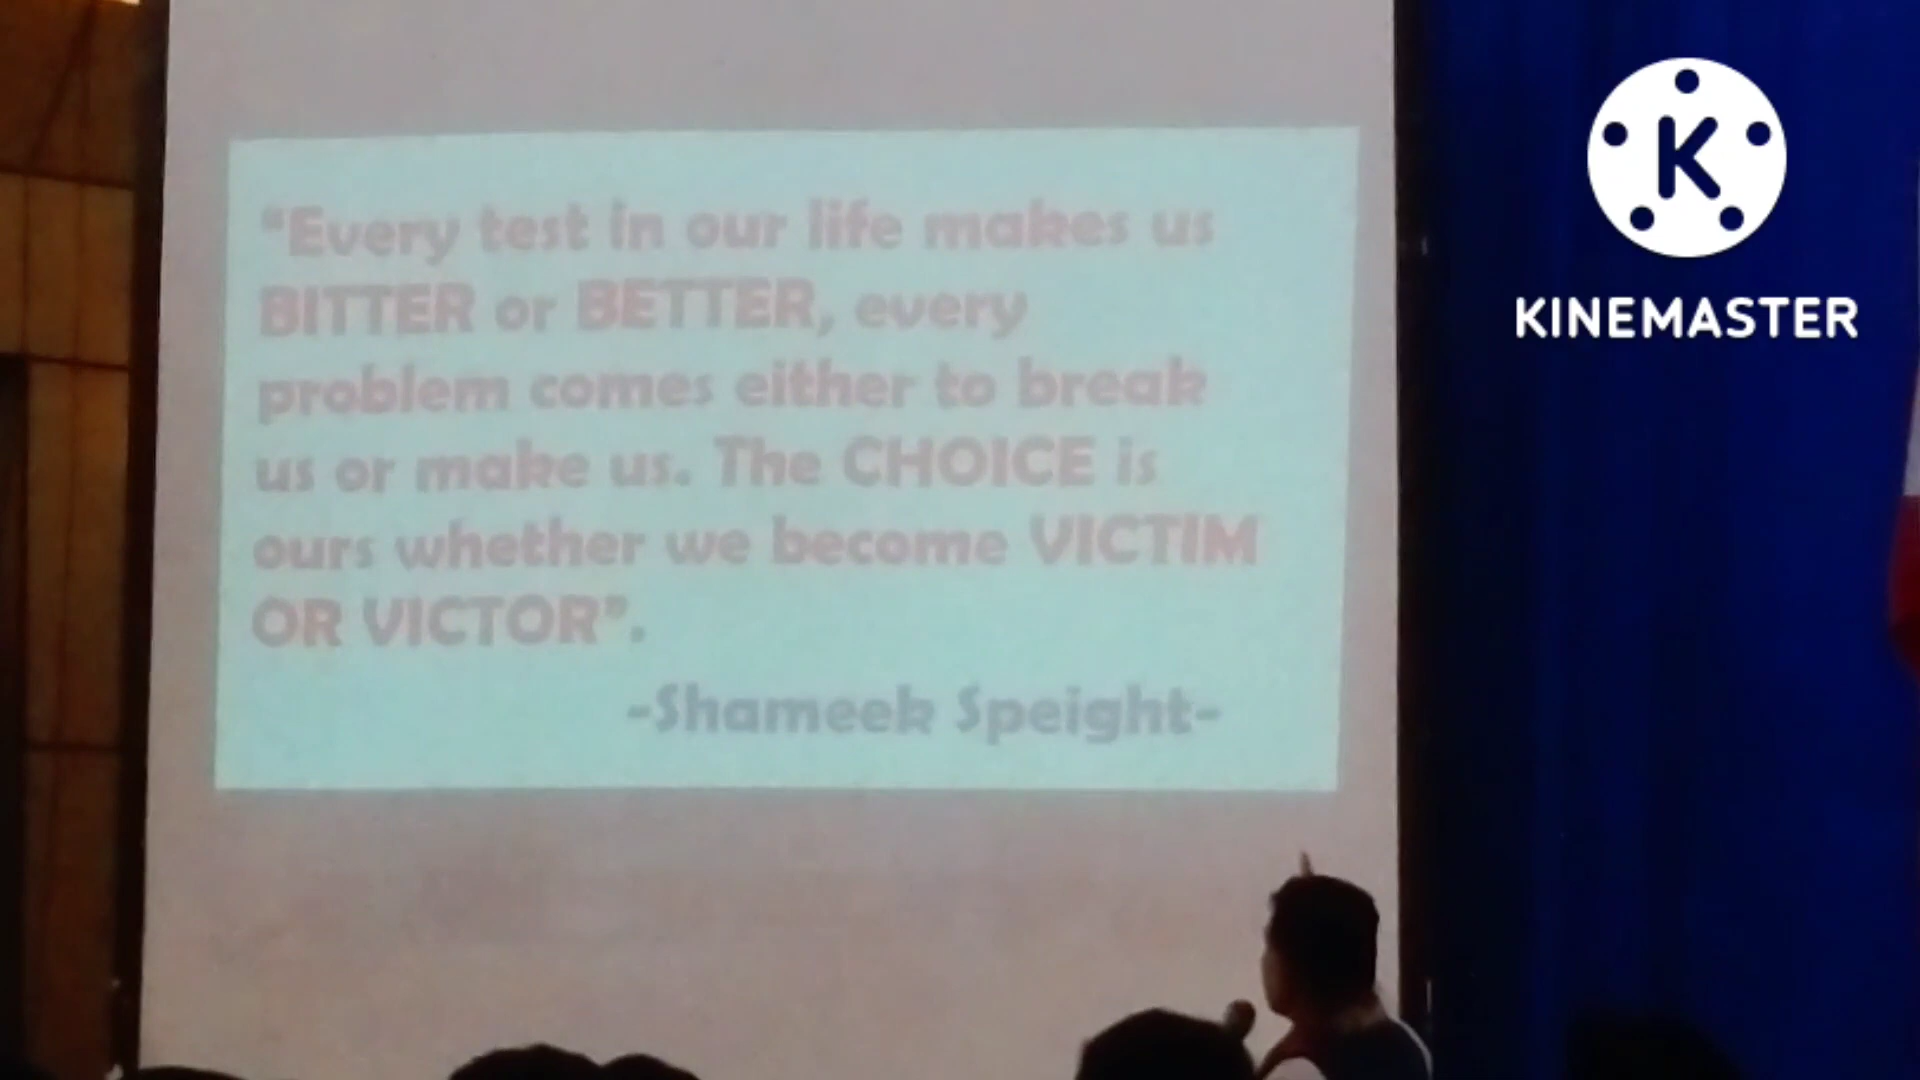 “Every test in our life makes us
BITTER or BETTER, every
problem comes either to break
us or make us. The CHOICE is
ours whether we become VICTIM
OR VICTOR”.
-Shameek Speight-
K
KINEMASTER